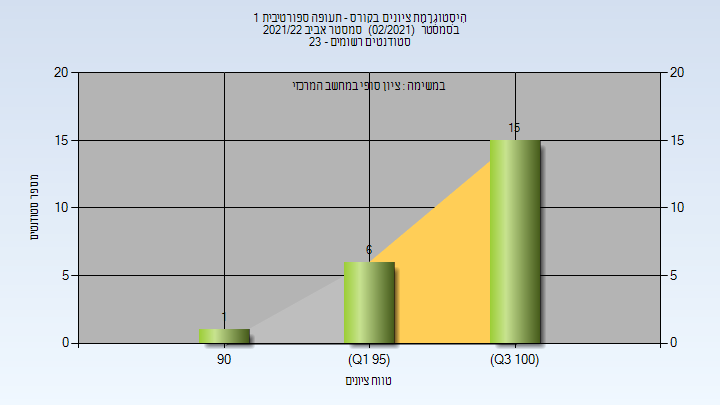 היסטוגרמת ציונים בקורס - תעופה ספורטיבית 1
בסמסטר (02/2021) סמסטר אביב 2021/22
סטודנטים רשומים - 23
במשימה : ציון סופי במחשב המרכזי
20 20
15 15
10 10
5 5
0 0
15
6
1
מספר סטודנטים
90 (Q1 95) (Q3 100)
טווח ציונים